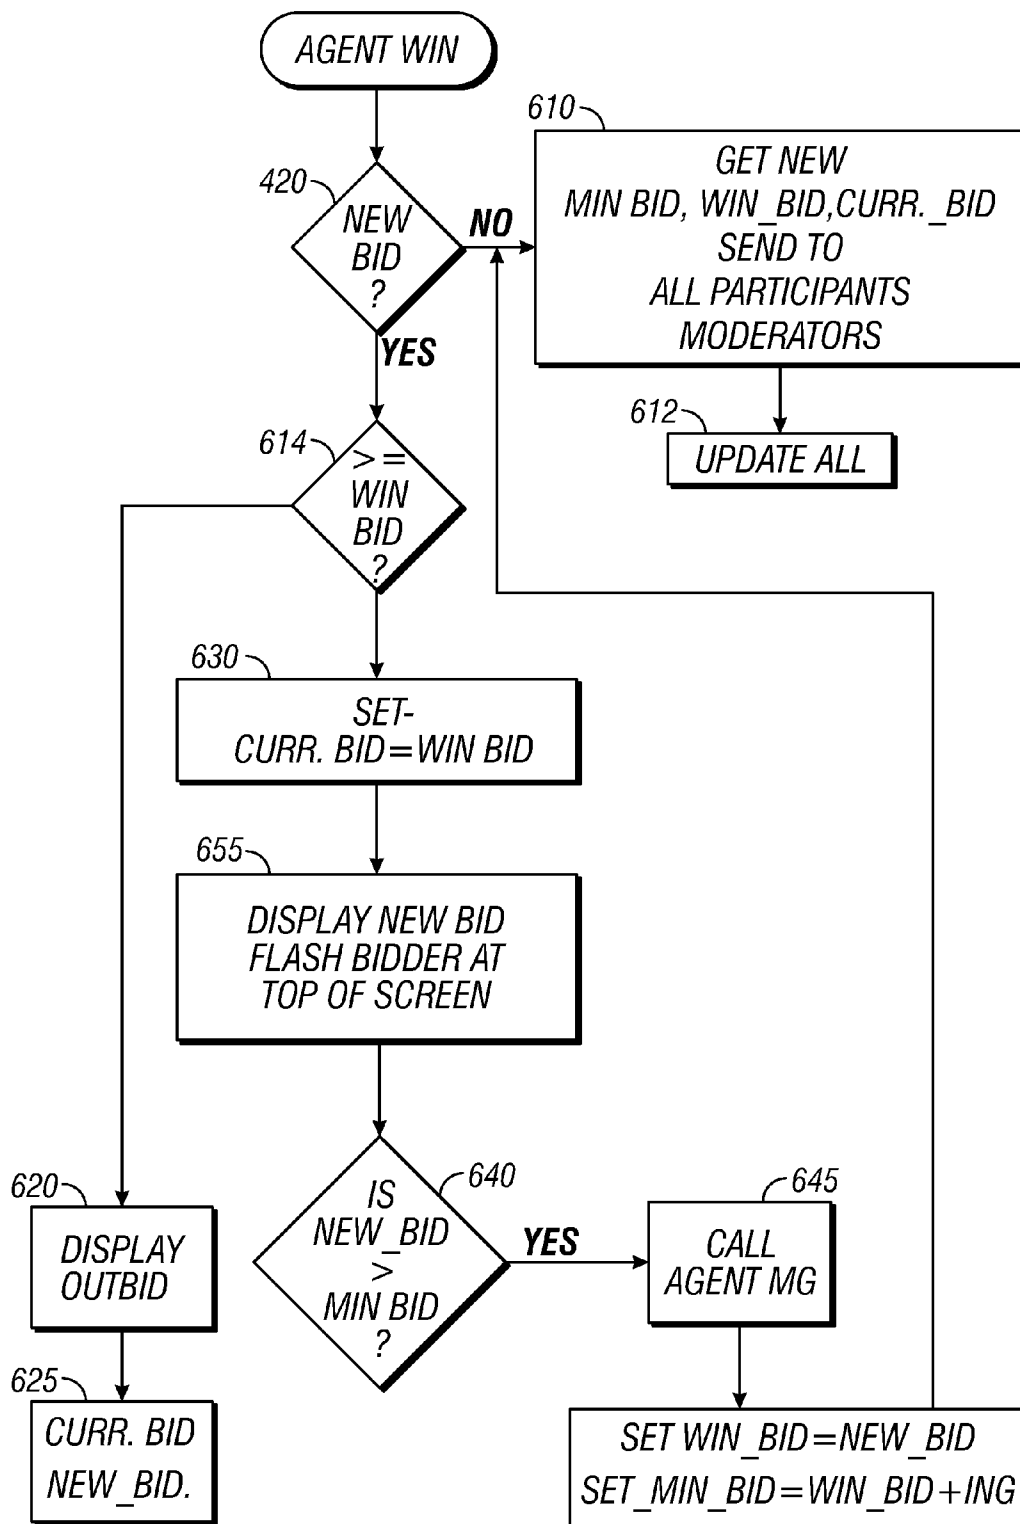 AGENT WIN
610
GET NEW
MIN BID, WIN_BID,CURR._BID
SEND TO
ALL PARTICIPANTS
MODERATORS
420
NEW
BID
?
NO
YES
612
UPDATE ALL
614
>=
WIN
BID
?
630
SET-
CURR. BID=WIN BID
655
DISPLAY NEW BID
FLASH BIDDER AT
TOP OF SCREEN
640
IS
NEW_BID
>
MIN BID
?
YES
645
CALL
AGENT MG
620
DISPLAY
OUTBID
625
CURR. BID
NEW_BID.
SET WIN_BID=NEW_BID
SET_MIN_BID=WIN_BID+ING